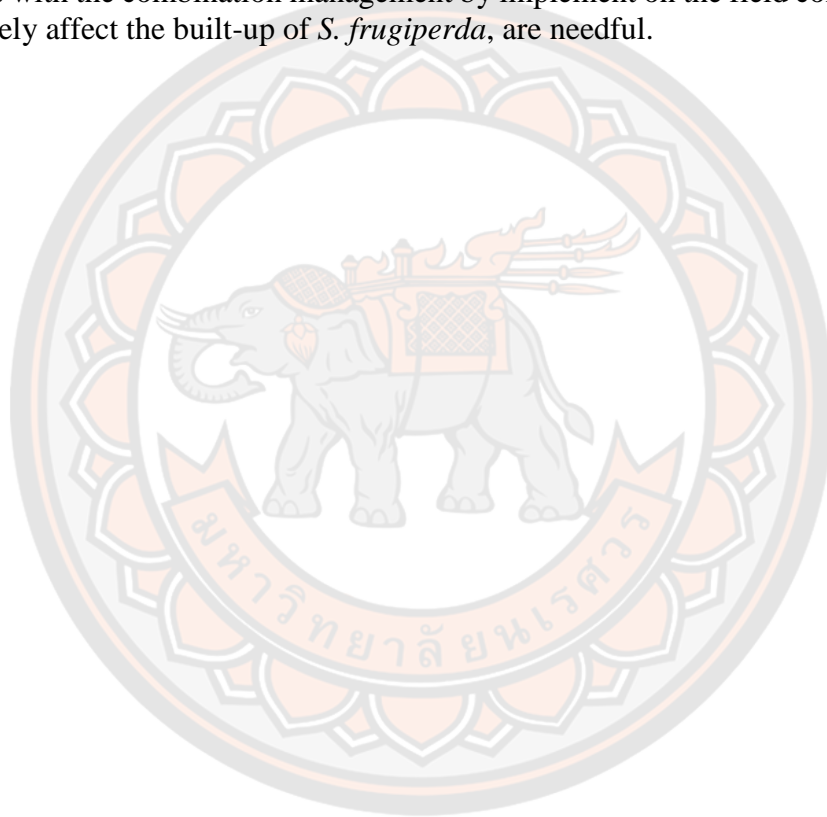 with the combination management by implement on the field
ely affect the built-up of S. frugiperda, are needful.
มหาวิทยาลัยนเรศวร